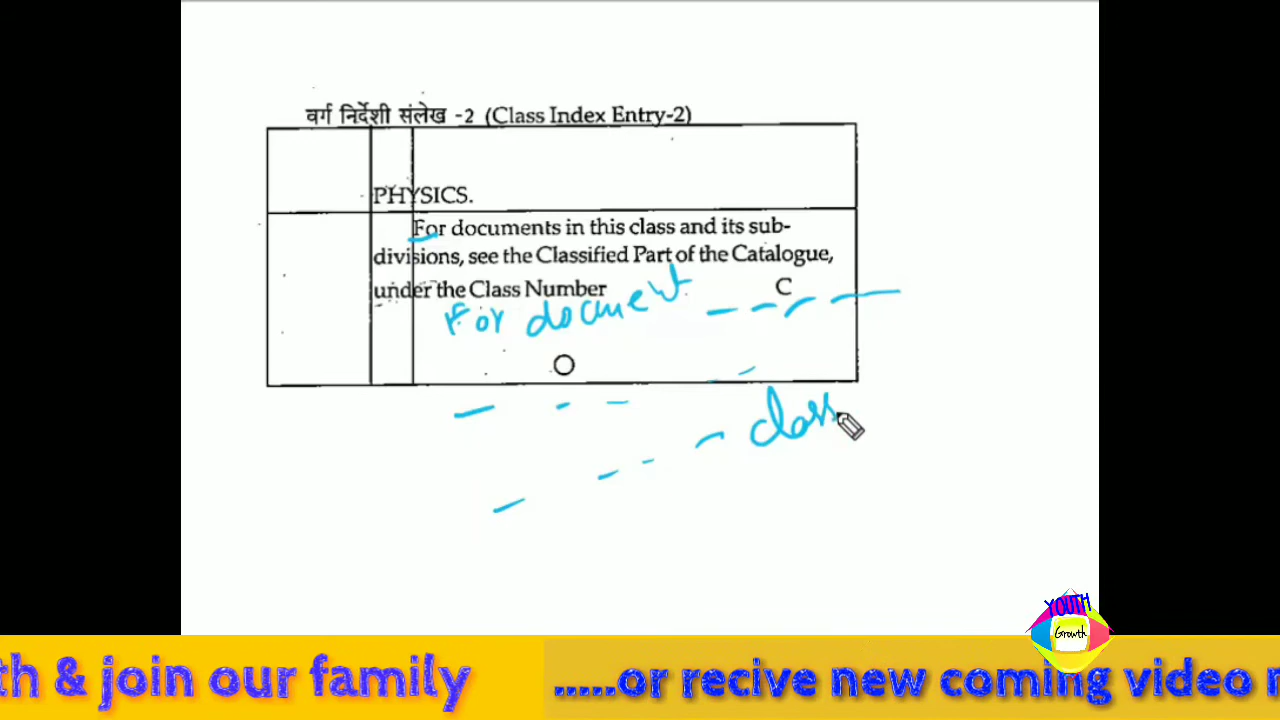 वर्ग निर्देशी संलेख -2 (Class Index Entry-2)
PHYSICS.
For documents in this class and its sub-
divisions, see the Classified Part of the Catalogue,
under the Class Number C
For document
class
YOUTH
Growth
th & join our family .....or recive new coming video n